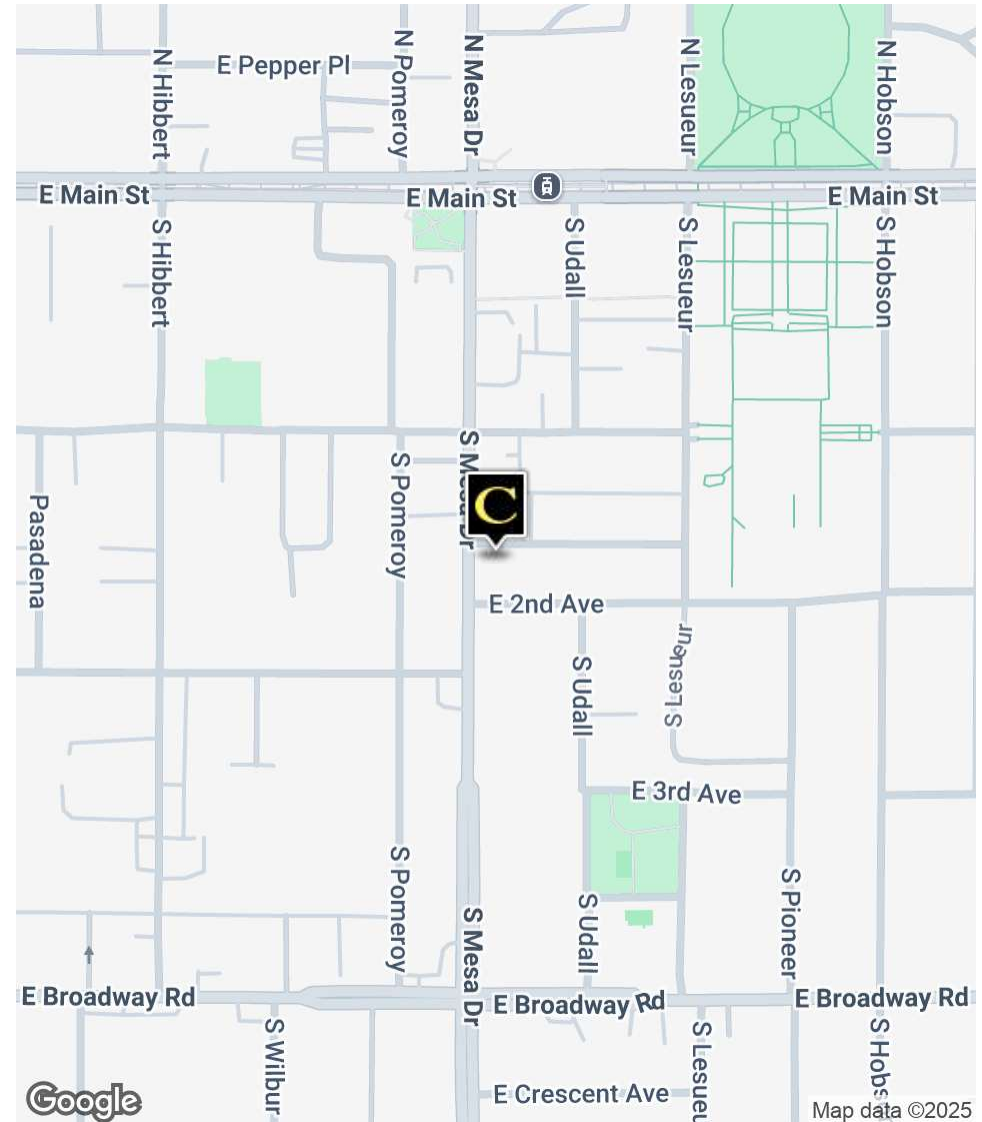 E Pepper Pl
N Hibbert
N Pomeroy
N Mesa Dr
N Lesueur
N Hobson
E Main St
E Main St
E Main St
S Hibbert
S Udall
S Lesueur
S Hobson
Pasadena
S Pomeroy
S Mesa Dr
C
E 2nd Ave
S Udall
S Lesueur
E 3rd Ave
S Pomeroy
S Mesa Dr
S Udall
S Pioneer
E Broadway Rd
E Broadway Rd
E Broadway Rd
S Wilbur
S Lesueu
S Hobs
E Crescent Ave
Google
Map data ©2025